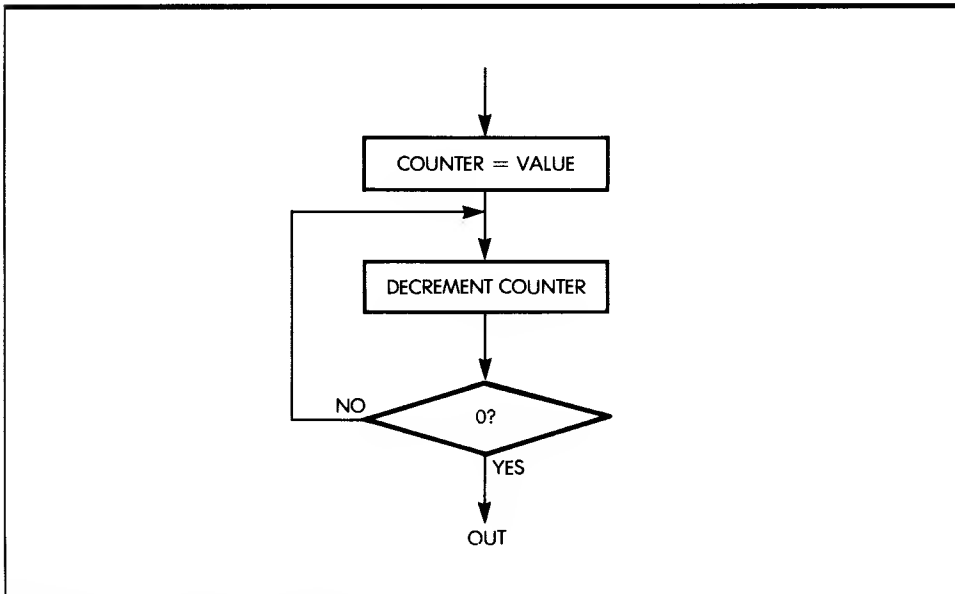 COUNTER = VALUE
DECREMENT COUNTER
NO
0?
YES
OUT